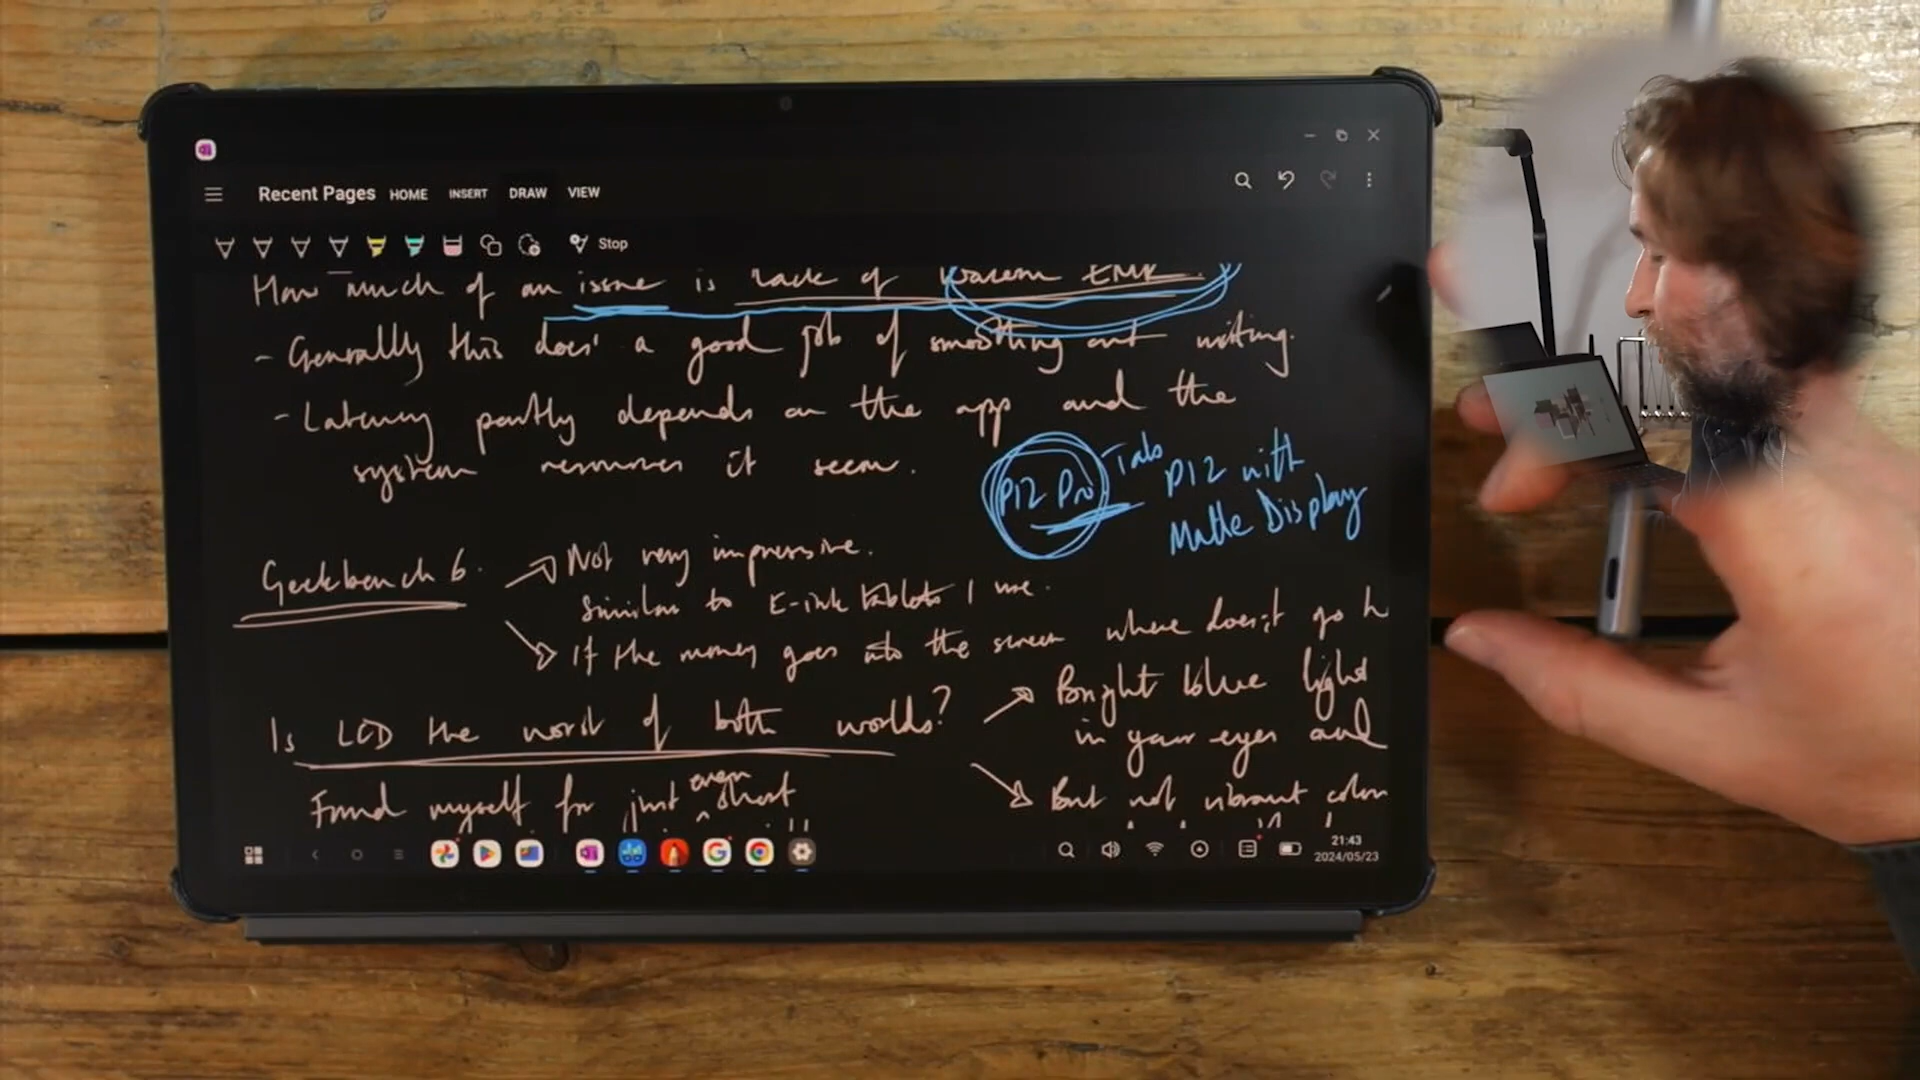 Recent Pages HOME INSERT DRAW VIEW
Stop
How much of an issue is lack of Wacom EMR.
- Generally this does a good job of smoothing out writing.
- Latency partly depends on the app and the
system resources it seems.
P12 Pro
Tab
P12 with
Matte Display
Geekbench 6.
Not very impressive.
Similar to E-ink tablets I use.
If the money goes into the screen where does it go h
Is LCD the worst of both worlds?
Bright blue light
in your eyes and
But not vibrant colou
Found myself for just even short
21:43
2024/05/23